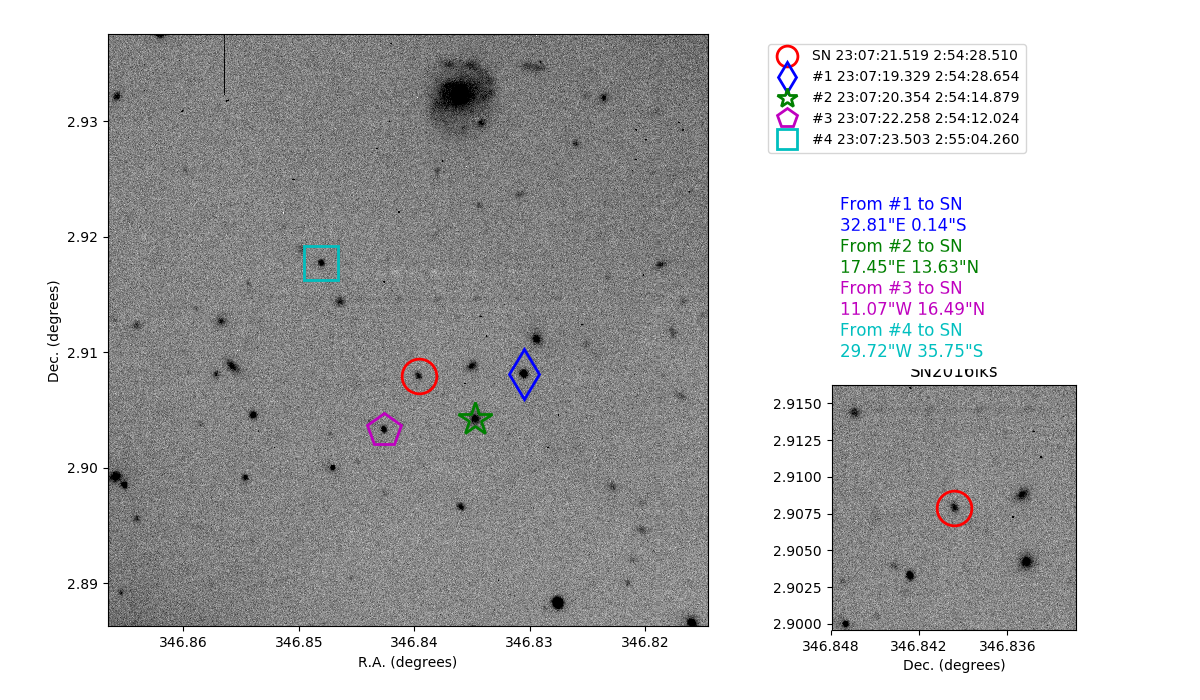 SN 23:07:21.519 2:54:28.510
#1 23:07:19.329 2:54:28.654
#2 23:07:20.354 2:54:14.879
#3 23:07:22.258 2:54:12.024
#4 23:07:23.503 2:55:04.260
From #1 to SN
32.81"E 0.14"S
From #2 to SN
17.45"E 13.63"N
From #3 to SN
11.07"W 16.49"N
From #4 to SN
29.72"W 35.75"S
2.93
2.92
2.91
2.90
2.89
Dec. (degrees)
346.86 346.85 346.84 346.83 346.82
R.A. (degrees)
2.9150
2.9125
2.9100
2.9075
2.9050
2.9025
2.9000
346.848 346.842 346.836
Dec. (degrees)